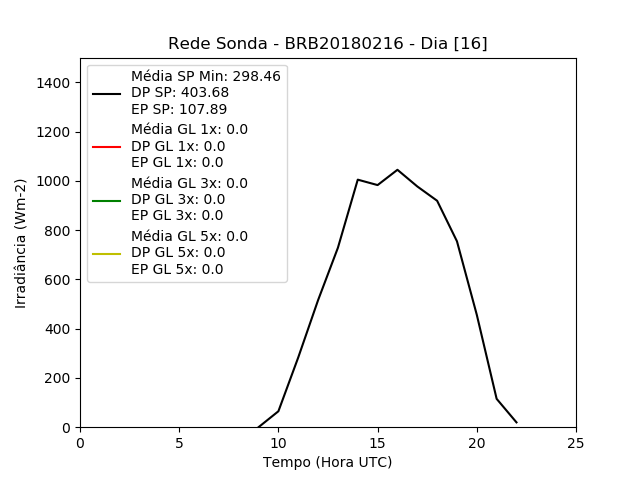 Rede Sonda - BRB20180216 - Dia [16]
Média SP Min: 298.46
DP SP: 403.68
EP SP: 107.89
Média GL 1x: 0.0
DP GL 1x: 0.0
EP GL 1x: 0.0
Média GL 3x: 0.0
DP GL 3x: 0.0
EP GL 3x: 0.0
Média GL 5x: 0.0
DP GL 5x: 0.0
EP GL 5x: 0.0
Irradiância (Wm-2)
1400
1200
1000
800
600
400
200
0
0 5 10 15 20 25
Tempo (Hora UTC)